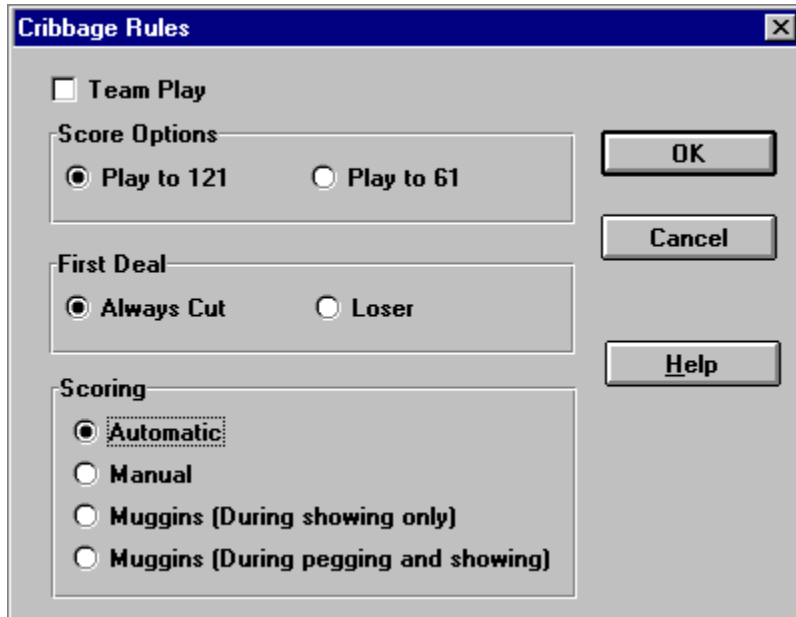 Cribbage Rules
Team Play
Score Options
Play to 121 Play to 61
OK
Cancel
First Deal
Always Cut Loser
Help
Scoring
Automatic
Manual
Muggins (During showing only)
Muggins (During pegging and showing)